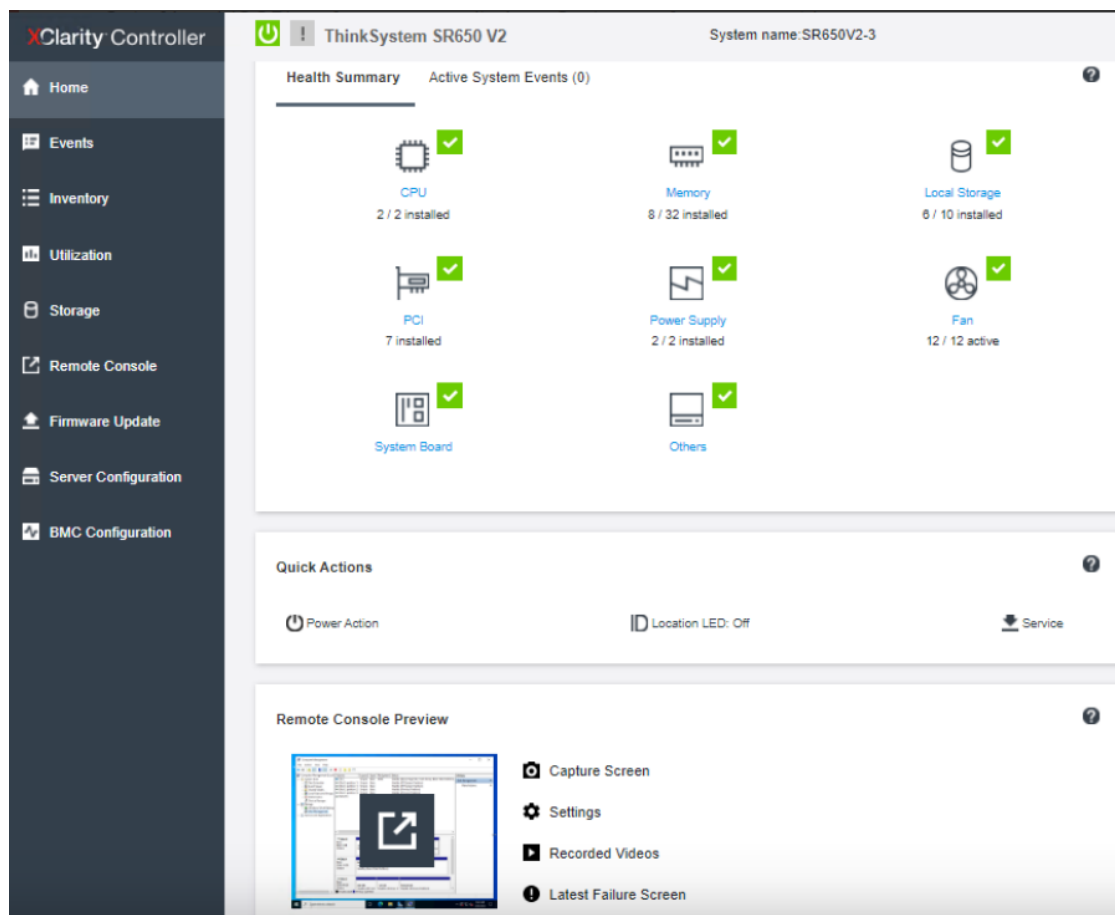 XClarity Controller
ThinkSystem SR650 V2
System name:SR650V2-3
Home
Events
Inventory
Utilization
Storage
Remote Console
Firmware Update
Server Configuration
BMC Configuration
Health Summary
Active System Events (0)
CPU
2 / 2 installed
Memory
8 / 32 installed
Local Storage
6 / 10 installed
PCI
7 installed
Power Supply
2 / 2 installed
Fan
12 / 12 active
System Board
Others
Quick Actions
Power Action
Location LED: Off
Service
Remote Console Preview
Capture Screen
Settings
Recorded Videos
Latest Failure Screen